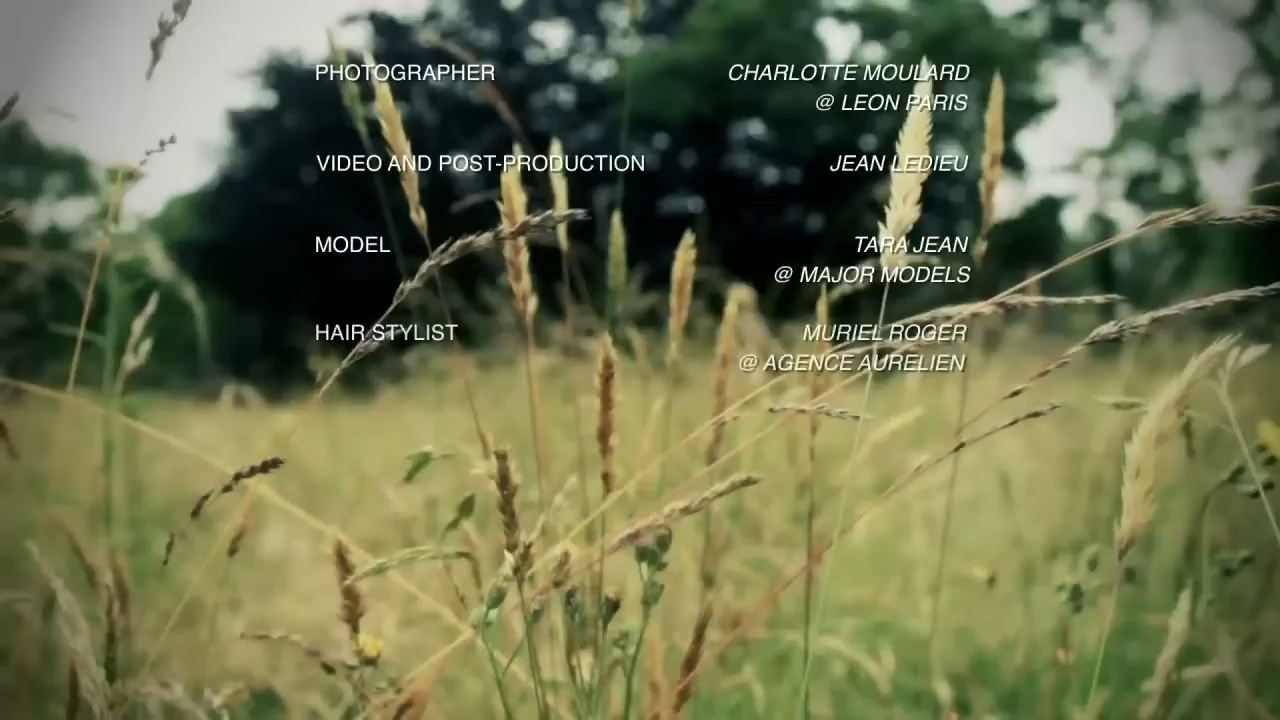 PHOTOGRAPHER CHARLOTTE MOULARD
@ LEON PARIS
VIDEO AND POST-PRODUCTION JEAN LEDIEU
MODEL TARA JEAN
@ MAJOR MODELS
HAIR STYLIST MURIEL ROGER
@ AGENCE AURELIEN